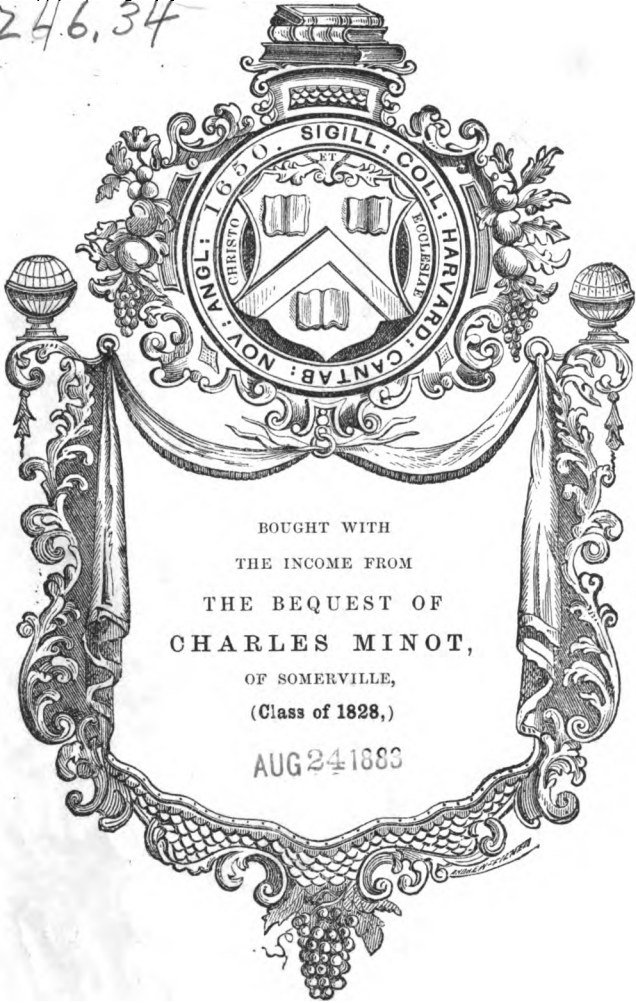 246.34
SIGILL: COLL: HARVARD: CANTAB: NOV: ANGL: 1650.
CHRISTO
ET
ECCLESIAE
BOUGHT WITH
THE INCOME FROM
THE BEQUEST OF
CHARLES MINOT,
OF SOMERVILLE,
(Class of 1828,)
AUG 24 1883